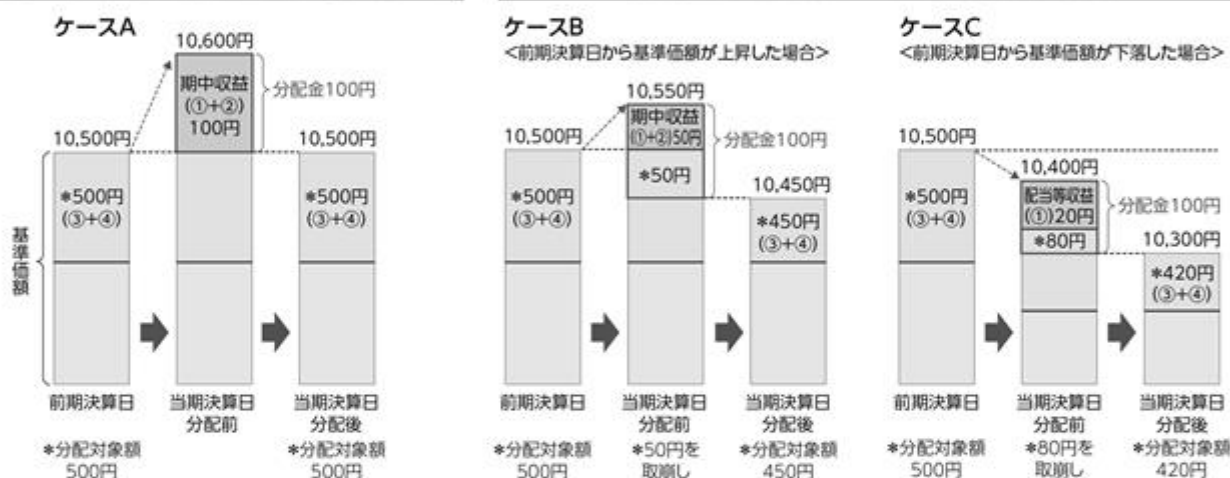 ケースA
10,600円
期中収益
(①+②)
100円
分配金100円
10,500円
10,500円
*500円
(③+④)
*500円
(③+④)
基準価額
前期決算日
当期決算日
分配前
当期決算日
分配後
*分配対象額
500円
*分配対象額
500円
ケースB
<前期決算日から基準価額が上昇した場合>
10,550円
期中収益
(①+②)50円
分配金100円
10,500円
*50円
10,450円
*500円
(③+④)
*450円
(③+④)
前期決算日
当期決算日
分配前
当期決算日
分配後
*分配対象額
500円
*50円を
取崩し
*分配対象額
450円
ケースC
<前期決算日から基準価額が下落した場合>
10,500円
10,400円
*500円
(③+④)
配当等収益
(①)20円
分配金100円
*80円
10,300円
*420円
(③+④)
前期決算日
当期決算日
分配前
当期決算日
分配後
*分配対象額
500円
*80円を
取崩し
*分配対象額
420円